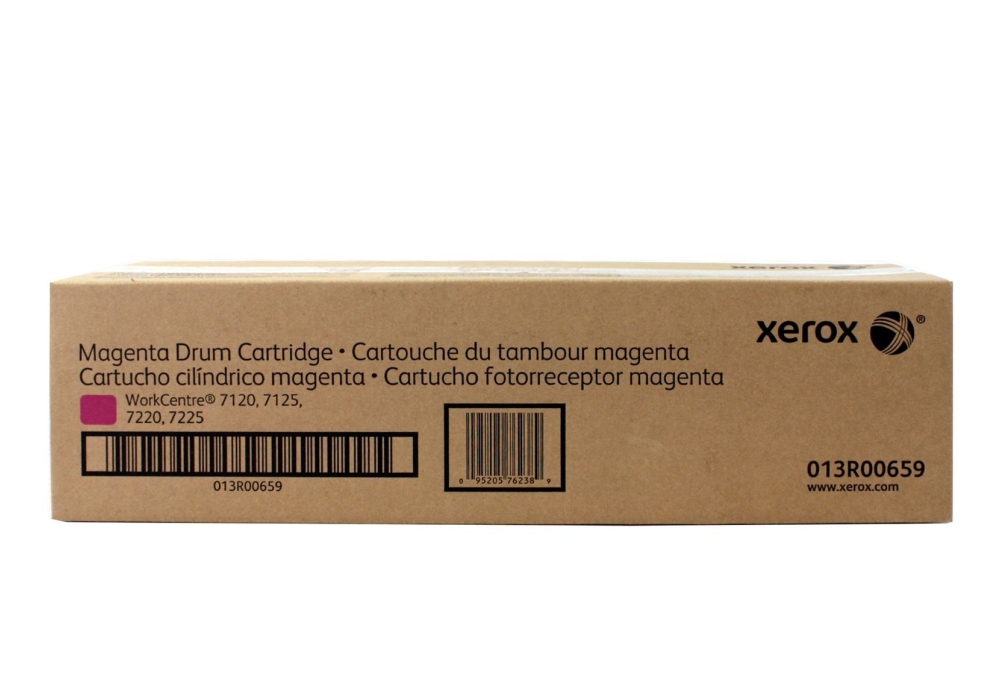 xerox
xerox ®
Magenta Drum Cartridge • Cartouche du tambour magenta
Cartucho cilíndrico magenta • Cartucho fotorreceptor magenta
WorkCentre® 7120, 7125,
7220, 7225
013R00659
0 95205 76238 9
013R00659
www.xerox.com